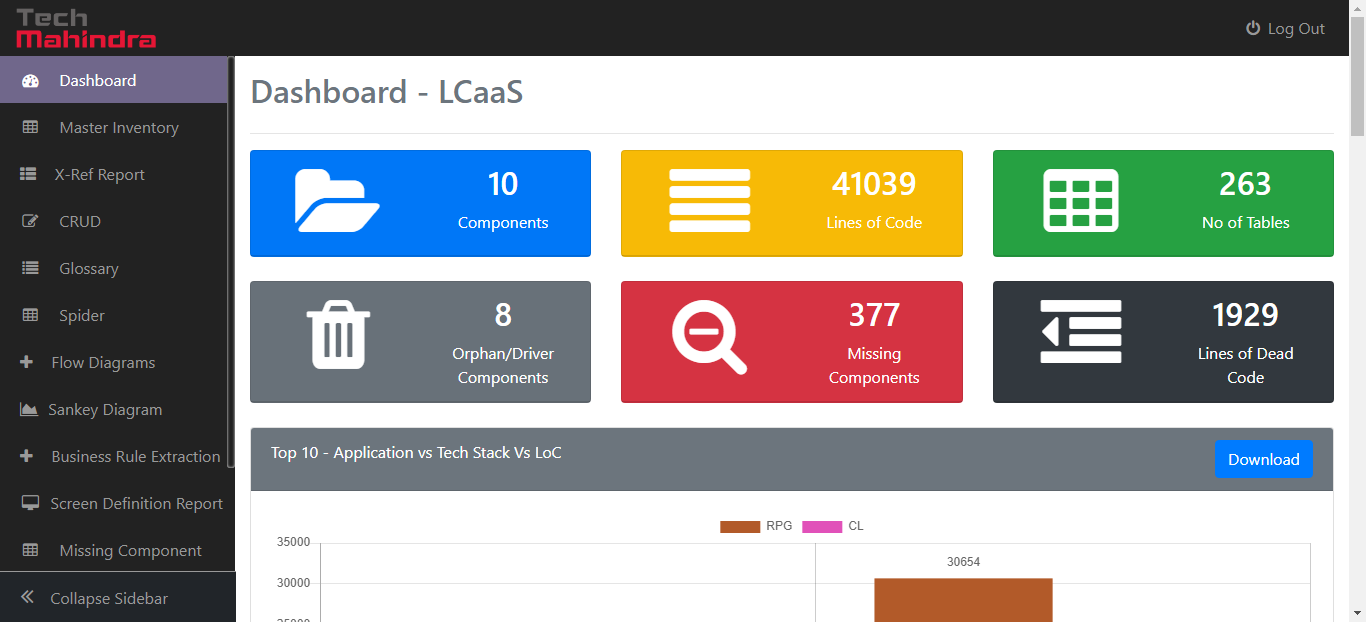 Tech
Mahindra
Log Out
Dashboard
Master Inventory
X-Ref Report
CRUD
Glossary
Spider
Flow Diagrams
Sankey Diagram
Business Rule Extraction
Screen Definition Report
Missing Component
Collapse Sidebar
Dashboard - LCaaS
10
Components
41039
Lines of Code
263
No of Tables
8
Orphan/Driver
Components
377
Missing
Components
1929
Lines of Dead
Code
Top 10 - Application vs Tech Stack Vs LoC
Download
RPG CL
35000
30654
30000
25000